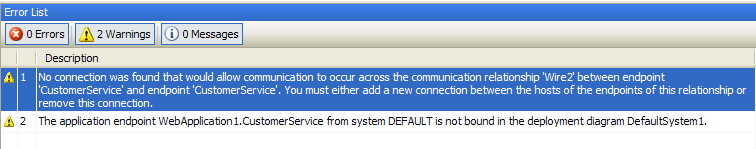 Error List
0 Errors 2 Warnings 0 Messages
Description
1 No connection was found that would allow communication to occur across the communication relationship 'Wire2' between endpoint
'CustomerService' and endpoint 'CustomerService'. You must either add a new connection between the hosts of the endpoints of this relationship or
remove this connection.
2 The application endpoint WebApplication1.CustomerService from system DEFAULT is not bound in the deployment diagram DefaultSystem1.